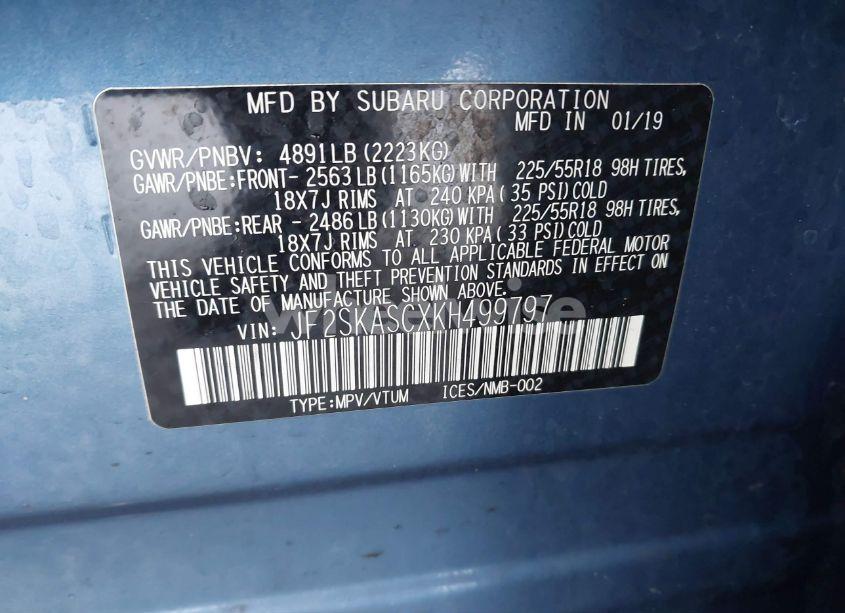 MFD BY SUBARU CORPORATION
MFD IN 01/19
GVWR/PNBV: 4891LB(2223KG)
GAWR/PNBE:FRONT- 2563LB(1165KG)WITH 225/55R18 98H TIRES,
18X7J RIMS AT 240 KPA( 35 PSI)COLD
GAWR/PNBE:REAR - 2486LB(1130KG)WITH 225/55R18 98H TIRES,
18X7J RIMS AT 230 KPA( 33 PSI)COLD
THIS VEHICLE CONFORMS TO ALL APPLICABLE FEDERAL MOTOR
VEHICLE SAFETY AND THEFT PREVENTION STANDARDS IN EFFECT ON
THE DATE OF MANUFACTURE SHOWN ABOVE.
VIN: JF2SKASCXKH499797
TYPE:MPV/VTUM ICES/NMB-002